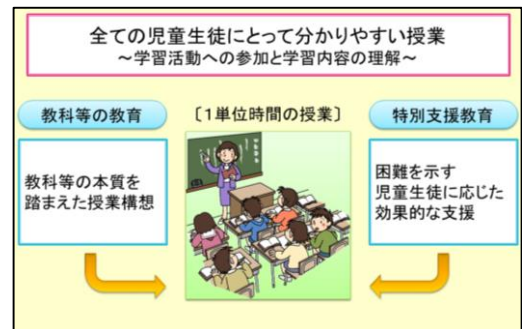 全ての児童生徒にとって分かりやすい授業
～学習活動への参加と学習内容の理解～
教科等の教育
〔１単位時間の授業〕
特別支援教育
教科等の本質を
踏まえた授業構想
困難を示す
児童生徒に応じた
効果的な支援